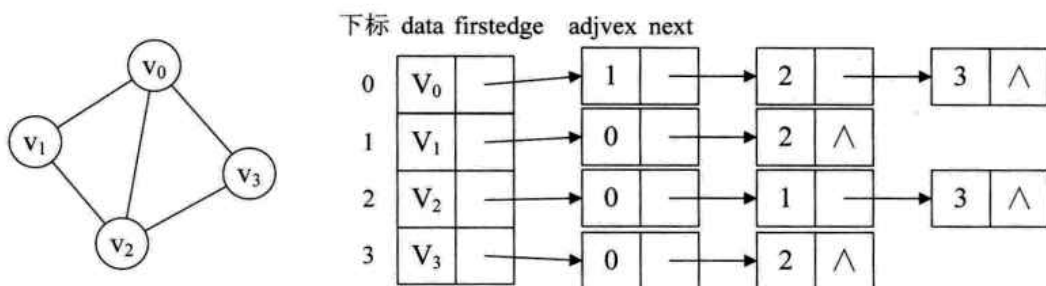 下标 data firstedge adjvex next
v0
v1
v3
v2
0 V0 1 2 3 ∧
1 V1 0 2 ∧
2 V2 0 1 3 ∧
3 V3 0 2 ∧